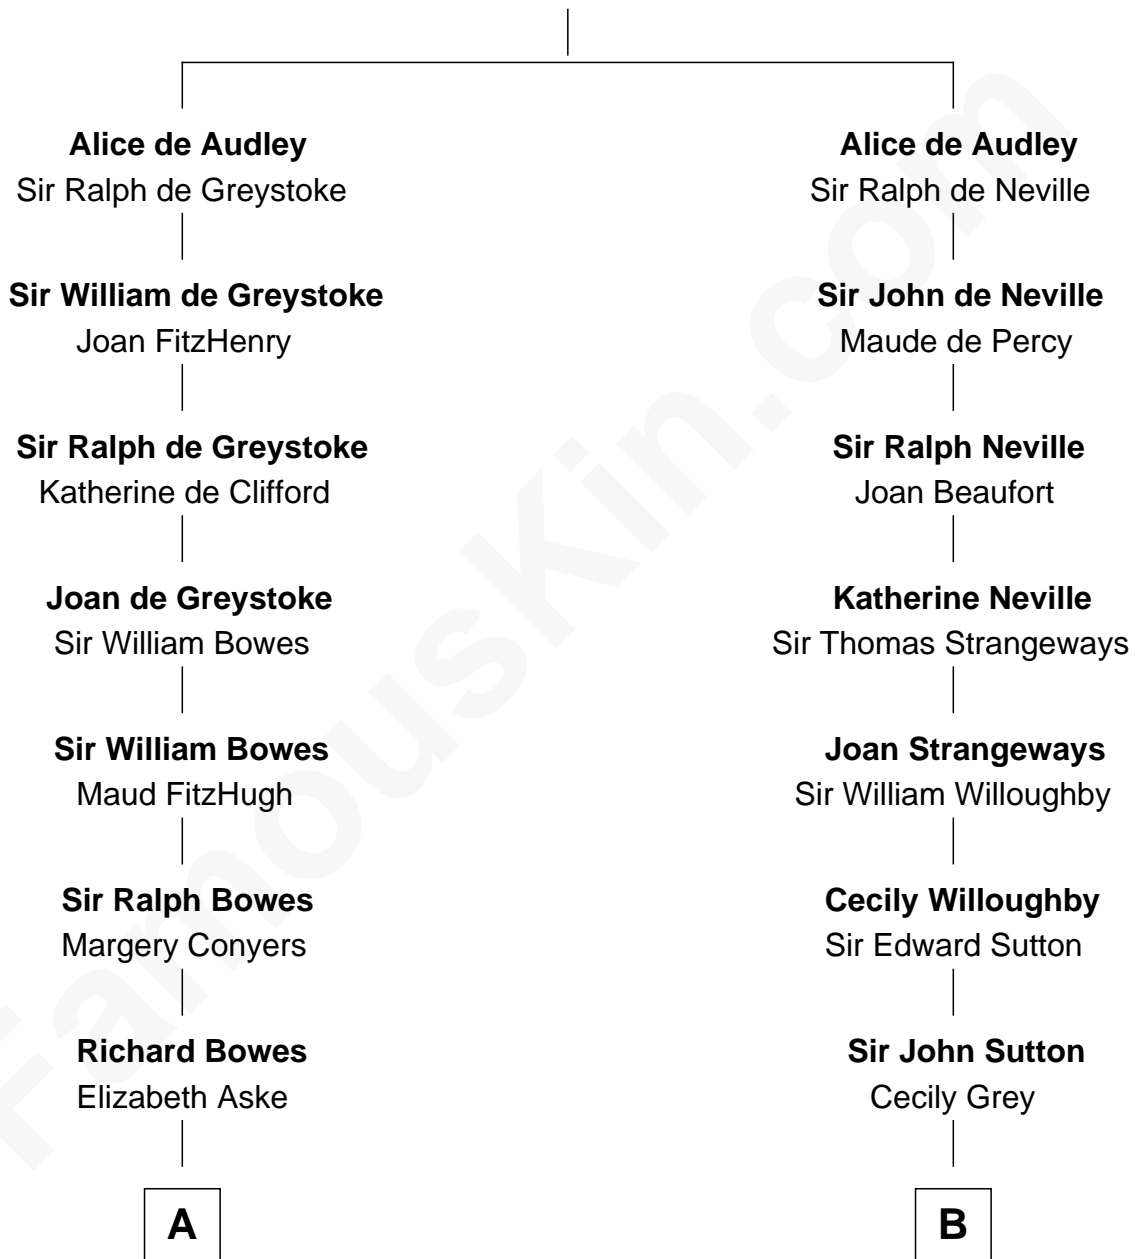 Alice de Audley
Sir Ralph de Greystoke
Sir William de Greystoke
Joan FitzHenry
Sir Ralph de Greystoke
Katherine de Clifford
Joan de Greystoke
Sir William Bowes
Sir William Bowes
Maud FitzHugh
Sir Ralph Bowes
Margery Conyers
Richard Bowes
Elizabeth Aske
A
Alice de Audley
Sir Ralph de Neville
Sir John de Neville
Maude de Percy
Sir Ralph Neville
Joan Beaufort
Katherine Neville
Sir Thomas Strangeways
Joan Strangeways
Sir William Willoughby
Cecily Willoughby
Sir Edward Sutton
Sir John Sutton
Cecily Grey
B
FamousKin.com